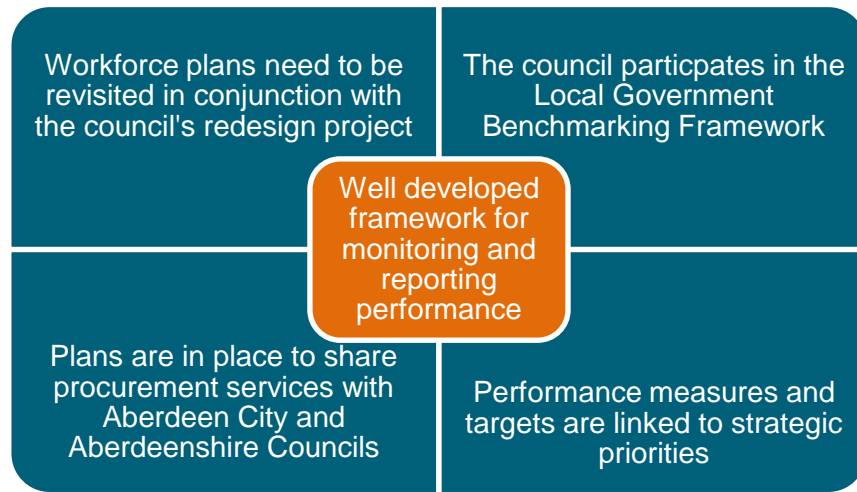 Workforce plans need to be
revisited in conjunction with
the council's redesign project
The council particpates in the
Local Government
Benchmarking Framework
Well developed
framework for
monitoring and
reporting
performance
Plans are in place to share
procurement services with
Aberdeen City and
Aberdeenshire Councils
Performance measures and
targets are linked to strategic
priorities